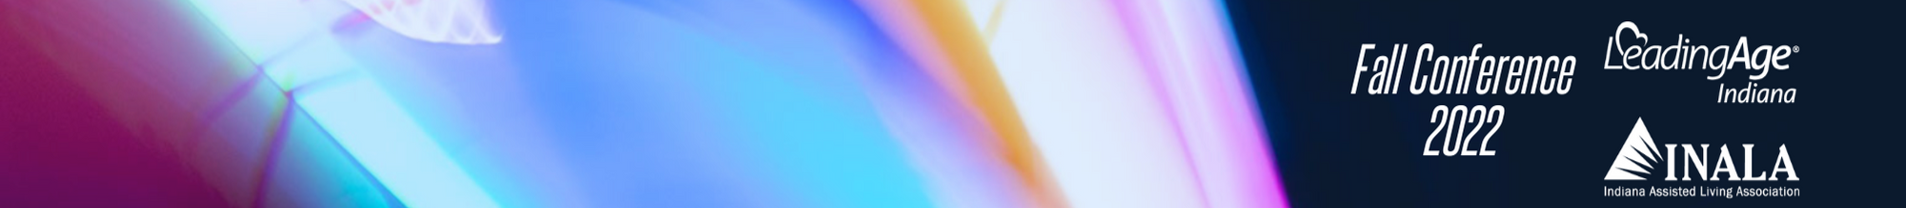 Fall Conference
2022
LeadingAge®
Indiana
INALA
Indiana Assisted Living Association